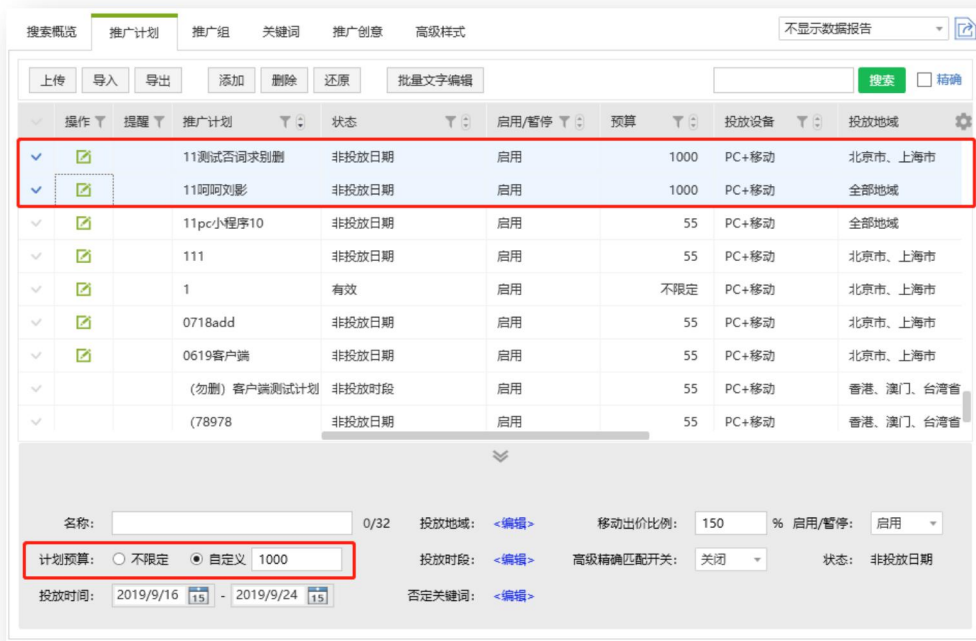 搜索概览 推广计划 推广组 关键词 推广创意 高级样式 不显示数据报告
上传 导入 导出 添加 删除 还原 批量文字编辑 搜索 精确
操作 提醒 推广计划 状态 启用/暂停 预算 投放设备 投放地域
11测试否词求别删 非投放日期 启用 1000 PC+移动 北京市、上海市
11呵呵刘影 非投放日期 启用 1000 PC+移动 全部地域
11pc小程序10 非投放日期 启用 55 PC+移动 全部地域
111 非投放日期 启用 55 PC+移动 北京市、上海市
1 有效 启用 不限定 PC+移动 北京市、上海市
0718add 非投放日期 启用 55 PC+移动 北京市、上海市
0619客户端 非投放日期 启用 55 PC+移动 北京市、上海市
（勿删）客户端测试计划 非投放时段 启用 55 PC+移动 香港、澳门、台湾省
(78978 非投放日期 启用 55 PC+移动 香港、澳门、台湾省
名称: 0/32 投放地域: <编辑> 移动出价比例: 150 % 启用/暂停: 启用
计划预算: 不限定 自定义 1000 投放时段: <编辑> 高级精确匹配开关: 关闭 状态: 非投放日期
投放时间: 2019/9/16 15 - 2019/9/24 15 否定关键词: <编辑>